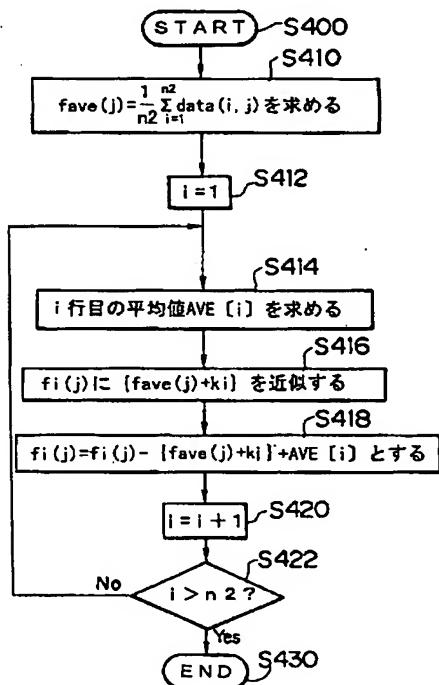 START
S400
S410
fave(j)=1/n2 Σ[i=1..n2] data(i, j)を求める
S412
i=1
S414
i行目の平均値AVE [i] を求める
S416
fi(j)に {fave(j)+ki} を近似する
S418
fi(j)=fi(j)- {fave(j)+ki}+AVE [i] とする
S420
i=i+1
S422
No
i>n2?
Yes
END
S430